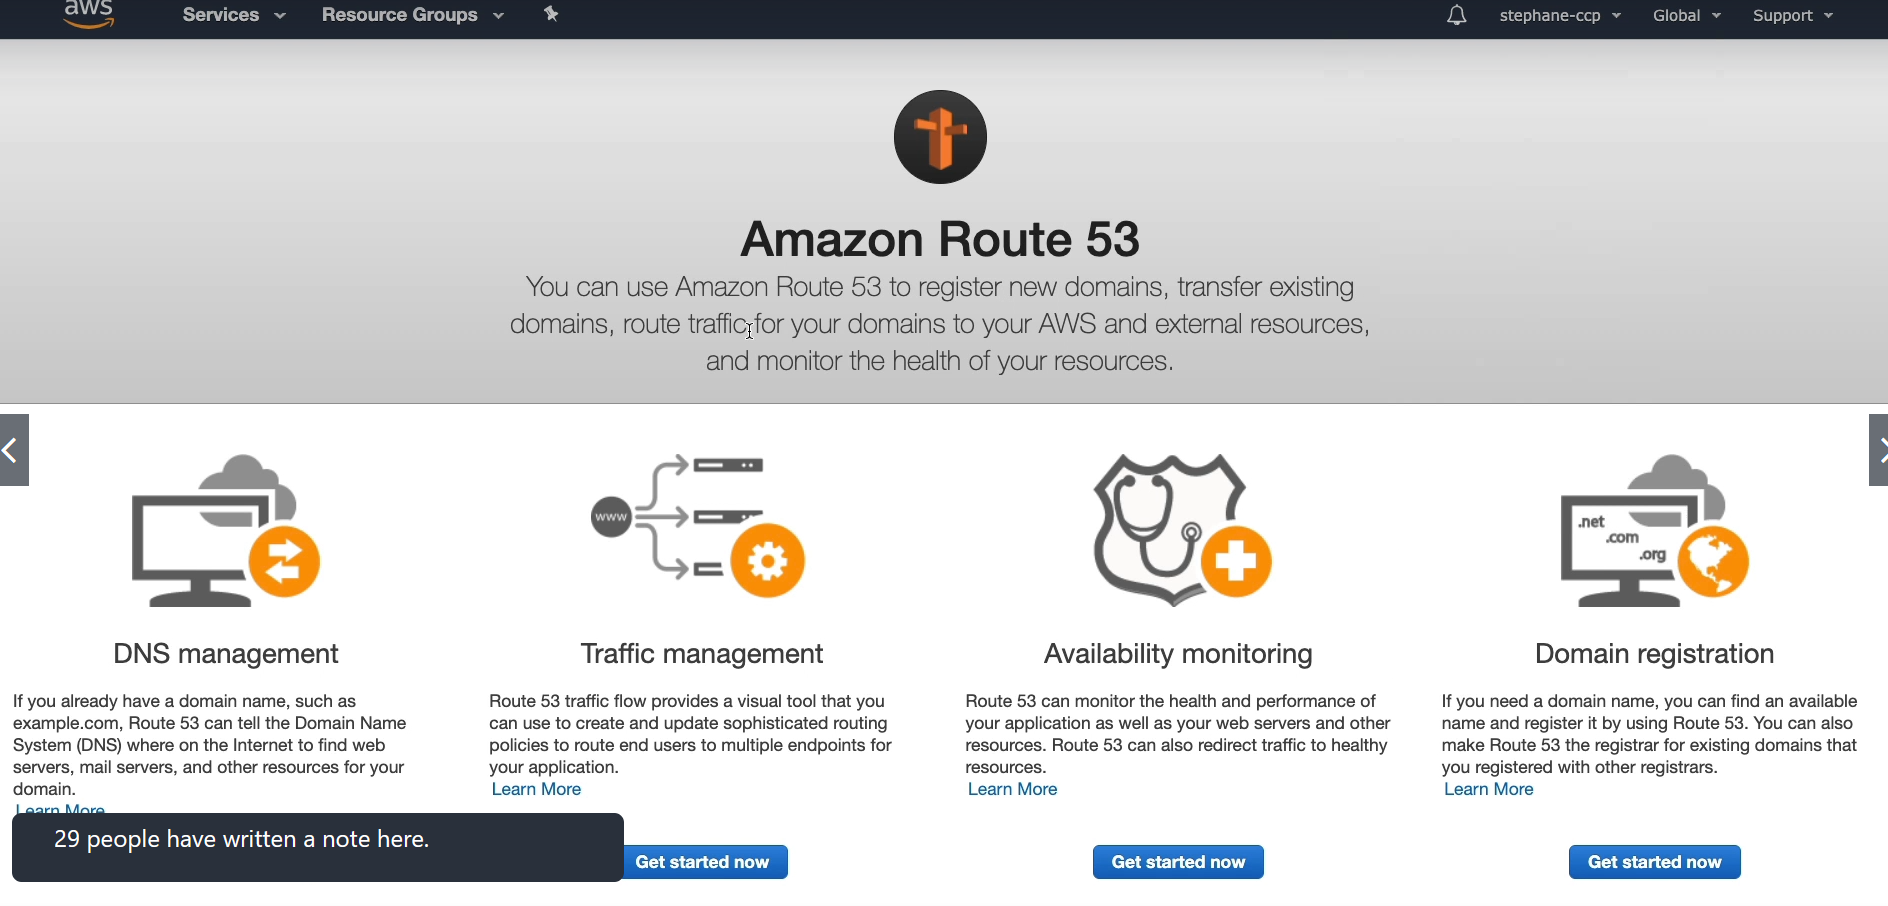 aws
Services
Resource Groups
stephane-ccp
Global
Support
Amazon Route 53
You can use Amazon Route 53 to register new domains, transfer existing
domains, route traffic for your domains to your AWS and external resources,
and monitor the health of your resources.
www
.net
.com
.org
DNS management
If you already have a domain name, such as
example.com, Route 53 can tell the Domain Name
System (DNS) where on the Internet to find web
servers, mail servers, and other resources for your
domain.
Learn More
Traffic management
Route 53 traffic flow provides a visual tool that you
can use to create and update sophisticated routing
policies to route end users to multiple endpoints for
your application.
Learn More
Get started now
Availability monitoring
Route 53 can monitor the health and performance of
your application as well as your web servers and other
resources. Route 53 can also redirect traffic to healthy
resources.
Learn More
Get started now
Domain registration
If you need a domain name, you can find an available
name and register it by using Route 53. You can also
make Route 53 the registrar for existing domains that
you registered with other registrars.
Learn More
Get started now
29 people have written a note here.